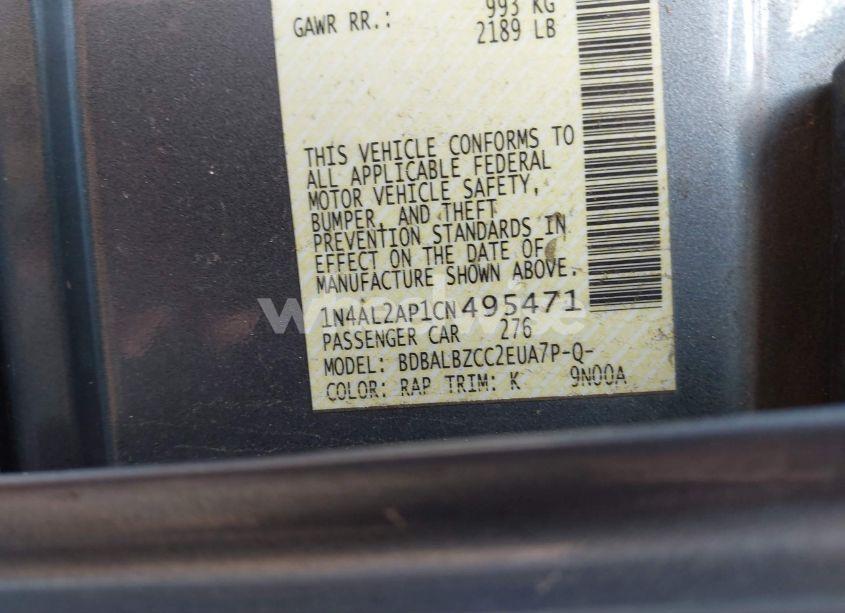 993 KG
GAWR RR.: 2189 LB
THIS VEHICLE CONFORMS TO
ALL APPLICABLE FEDERAL
MOTOR VEHICLE SAFETY,
BUMPER, AND THEFT
PREVENTION STANDARDS IN
EFFECT ON THE DATE OF
MANUFACTURE SHOWN ABOVE.
1N4AL2AP1CN495471
PASSENGER CAR 276
MODEL: BDBALBZCC2EUA7P-Q-
COLOR: RAP TRIM: K 9N00A